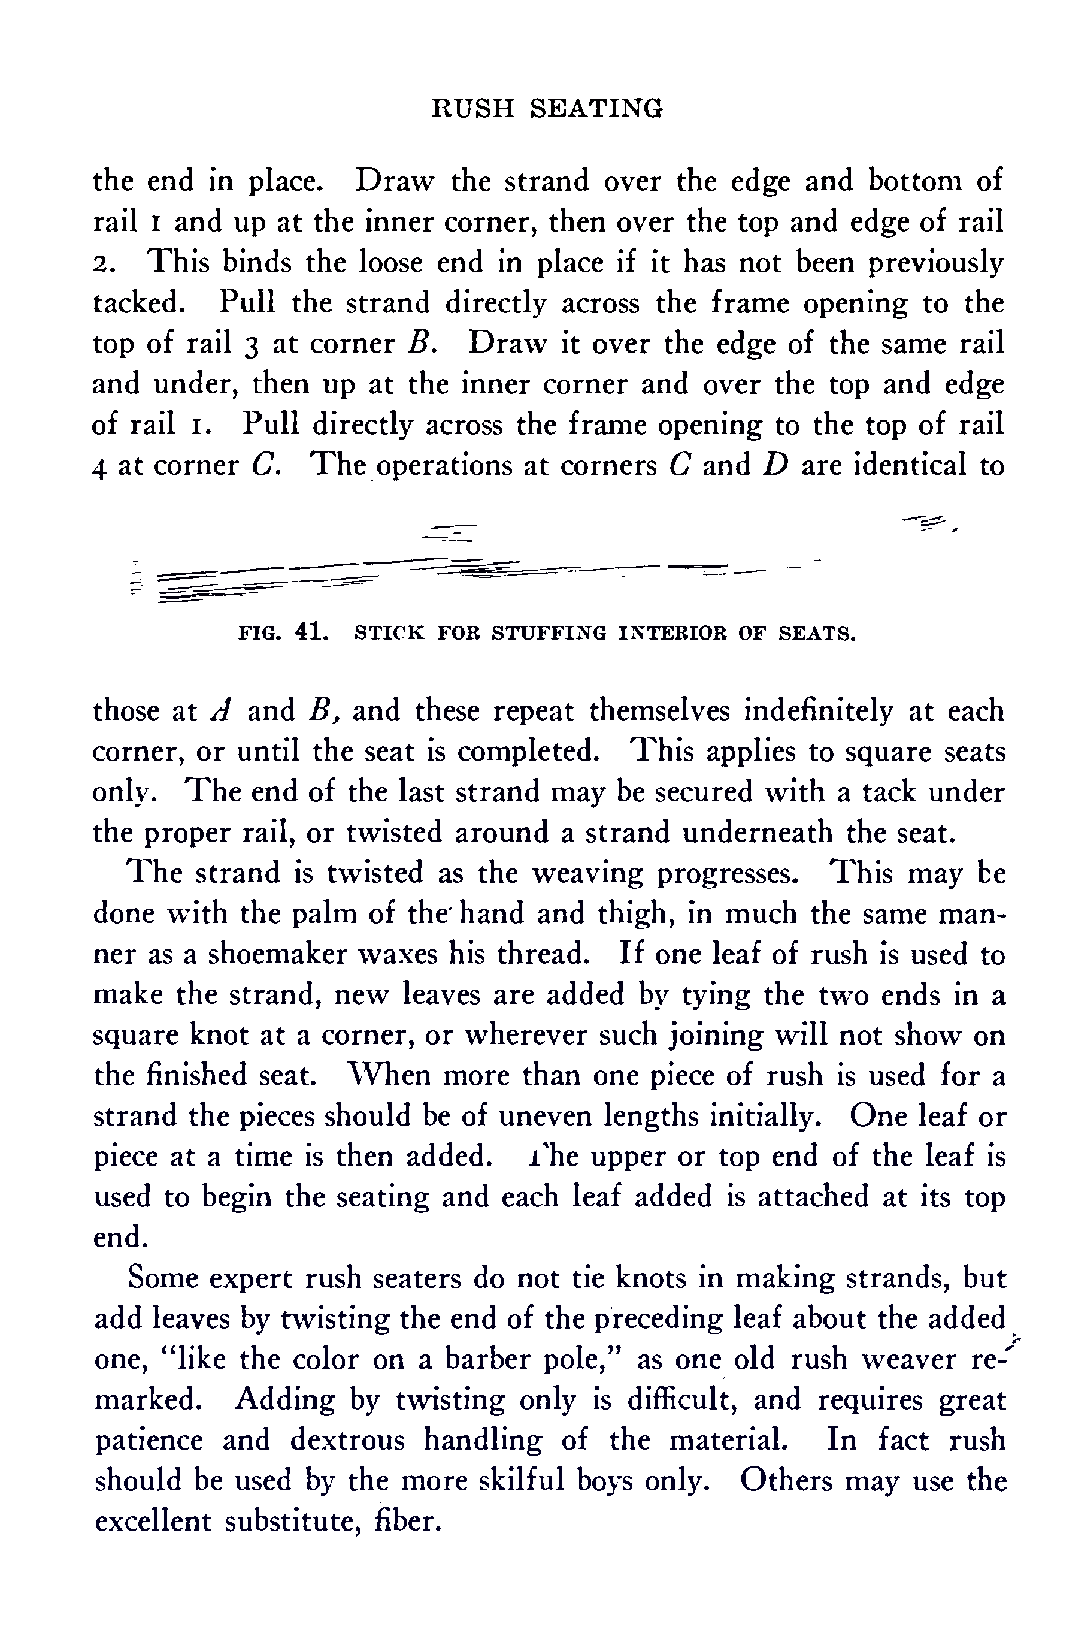 RUSH SEATING
the end in place. Draw the strand over the edge and bottom of
rail 1 and up at the inner corner, then over the top and edge of rail
2. This binds the loose end in place if it has not been previously
tacked. Pull the strand directly across the frame opening to the
top of rail 3 at corner B. Draw it over the edge of the same rail
and under, then up at the inner corner and over the top and edge
of rail 1. Pull directly across the frame opening to the top of rail
4 at corner C. The operations at corners C and D are identical to
FIG. 41. STICK FOR STUFFING INTERIOR OF SEATS.
those at A and B, and these repeat themselves indefinitely at each
corner, or until the seat is completed. This applies to square seats
only. The end of the last strand may be secured with a tack under
the proper rail, or twisted around a strand underneath the seat.
The strand is twisted as the weaving progresses. This may be
done with the palm of the hand and thigh, in much the same man-
ner as a shoemaker waxes his thread. If one leaf of rush is used to
make the strand, new leaves are added by tying the two ends in a
square knot at a corner, or wherever such joining will not show on
the finished seat. When more than one piece of rush is used for a
strand the pieces should be of uneven lengths initially. One leaf or
piece at a time is then added. The upper or top end of the leaf is
used to begin the seating and each leaf added is attached at its top
end.
Some expert rush seaters do not tie knots in making strands, but
add leaves by twisting the end of the preceding leaf about the added
one, "like the color on a barber pole," as one old rush weaver re-
marked. Adding by twisting only is difficult, and requires great
patience and dextrous handling of the material. In fact rush
should be used by the more skilful boys only. Others may use the
excellent substitute, fiber.